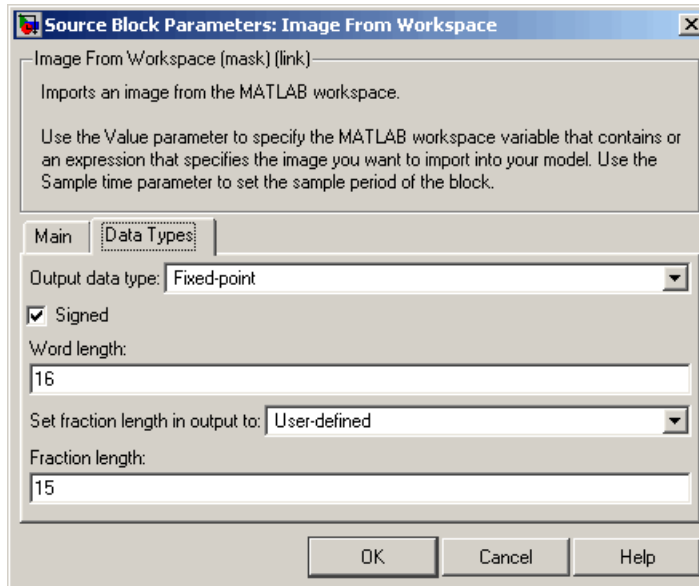 Source Block Parameters: Image From Workspace
Image From Workspace (mask) (link)
Imports an image from the MATLAB workspace.
Use the Value parameter to specify the MATLAB workspace variable that contains or
an expression that specifies the image you want to import into your model. Use the
Sample time parameter to set the sample period of the block.
Main Data Types
Output data type: Fixed-point
Signed
Word length:
16
Set fraction length in output to: User-defined
Fraction length:
15
OK Cancel Help